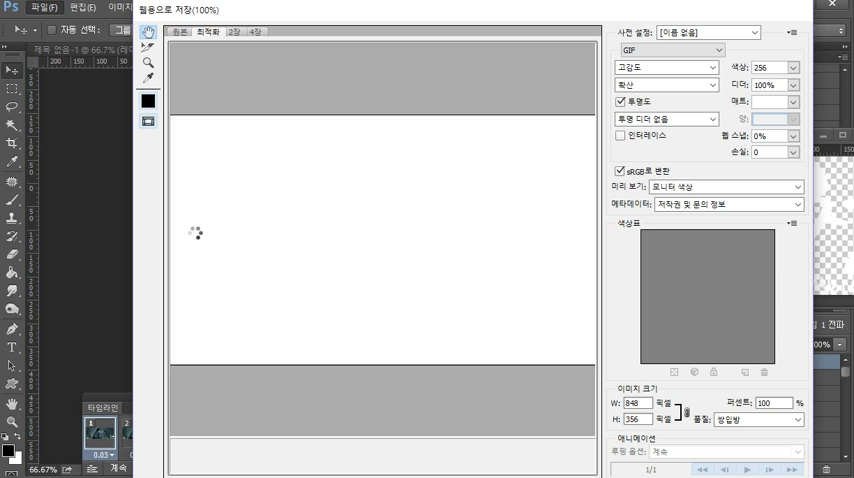 Ps 파일(F) 편집(E)
웹용으로 저장(100%)
자동 선택: 그룹
제목 없음-1 @ 66.7%
200 150 100 50
원본 최적화 2장 4장
사전 설정: [이름 없음]
GIF
고감도 색상: 256
확산 디더: 100%
투명도 매트:
투명 디더 없음 양:
인터레이스 웹 스냅: 0%
손실: 0
sRGB로 변환
미리 보기: 모니터 색상
메타데이터: 저작권 및 문의 정보
색상표
이미지 크기
W: 848 픽셀 퍼센트: 100 %
H: 356 픽셀 품질: 쌍입방
애니메이션
루핑 옵션: 계속
1/1
타임라인
1 2
0.03
66.67% 계속
1 전파